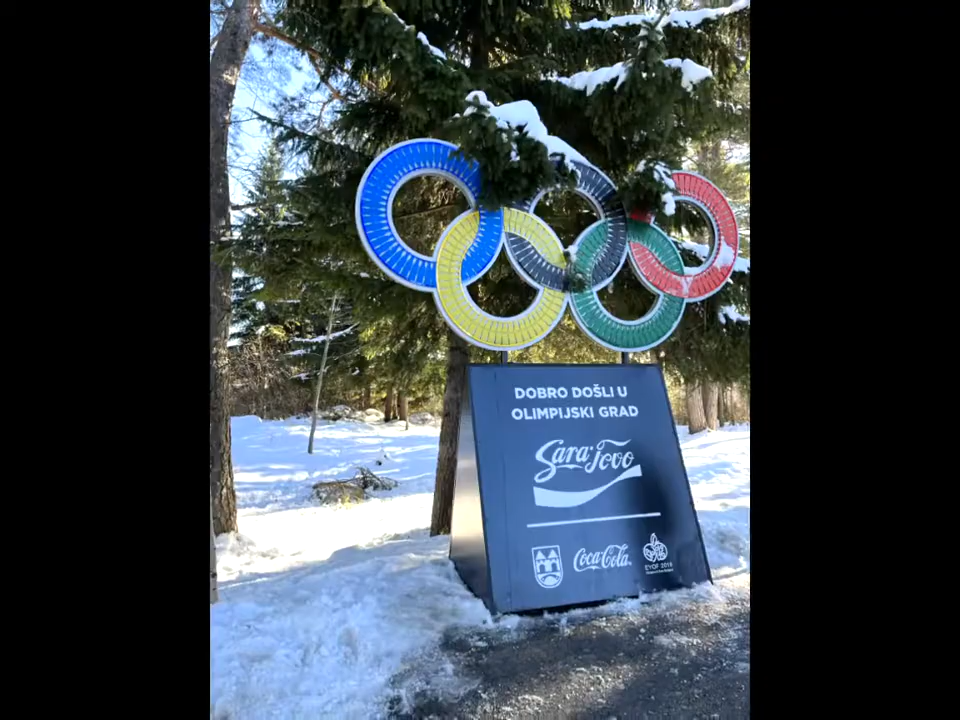 DOBRO DOŠLI U
OLIMPIJSKI GRAD
Sarajevo
Coca-Cola
EYOF 2019